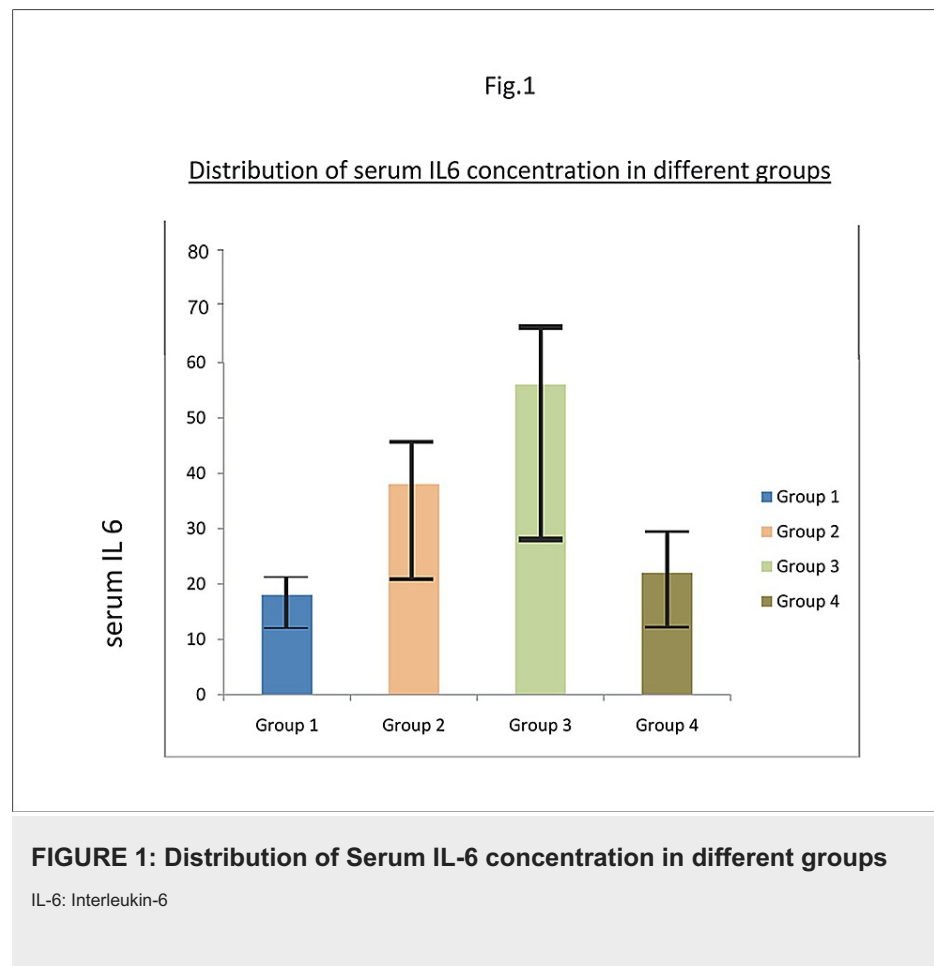 Fig.1
Distribution of serum IL6 concentration in different groups
80
70
60
50
40
30
20
10
0
serum IL 6
Group 1
Group 2
Group 3
Group 4
Group 1
Group 2
Group 3
Group 4
FIGURE 1: Distribution of Serum IL-6 concentration in different groups
IL-6: Interleukin-6